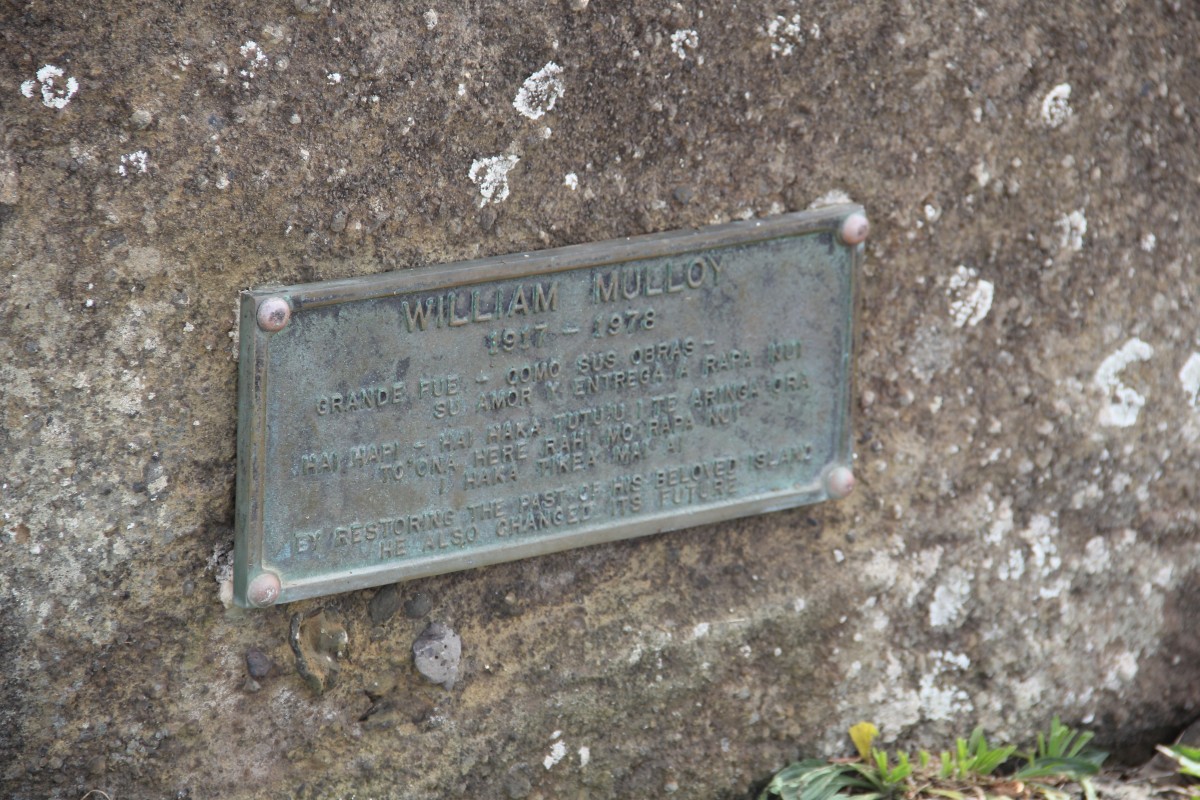 WILLIAM MULLOY
1917 - 1978
GRANDE FUE - COMO SUS OBRAS -
SU AMOR Y ENTREGA A RAPA NUI
HAI HAPI - HAI HAKA TUTU'U I TE ARINGA ORA
TO'ONA HERE RAHI MO RAPA NUI
I HAKA TIKEA MAI AI
BY RESTORING THE PAST OF HIS BELOVED ISLAND
HE ALSO CHANGED ITS FUTURE